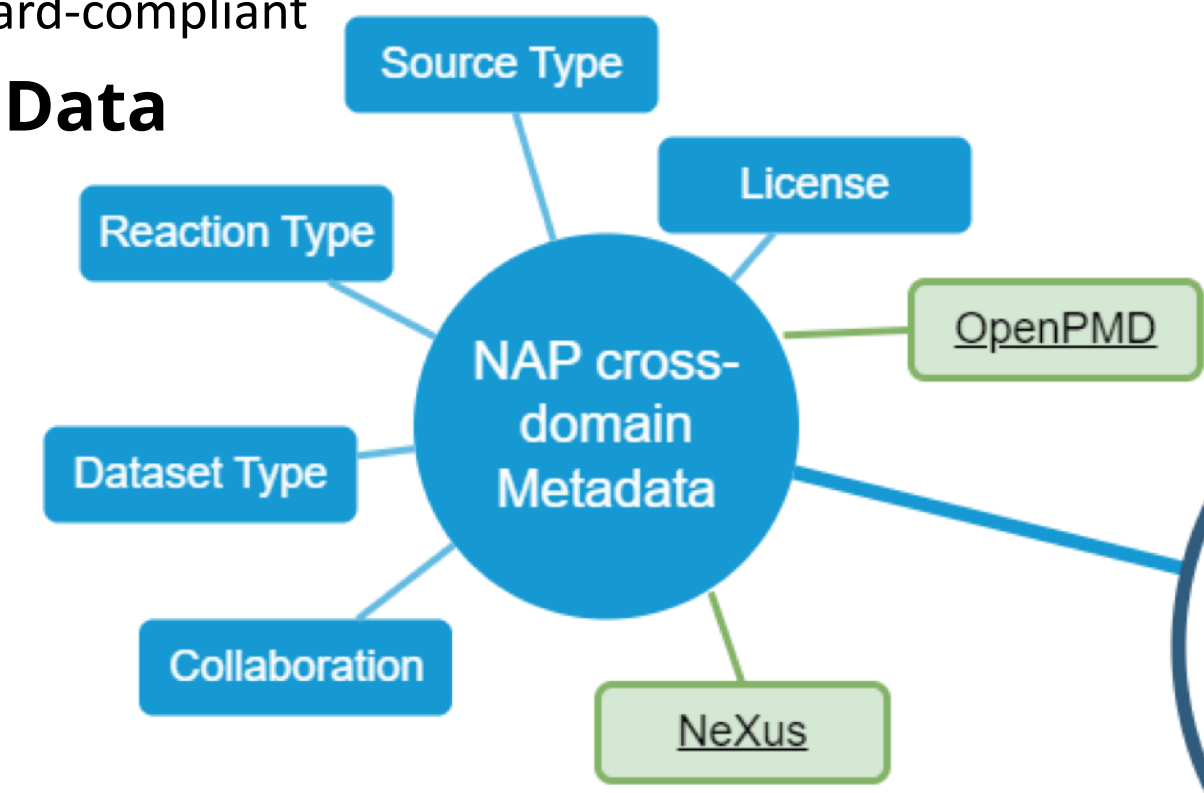 ard-compliant
Data
Source Type
License
Reaction Type
OpenPMD
NAP cross-
domain
Metadata
Dataset Type
Collaboration
NeXus